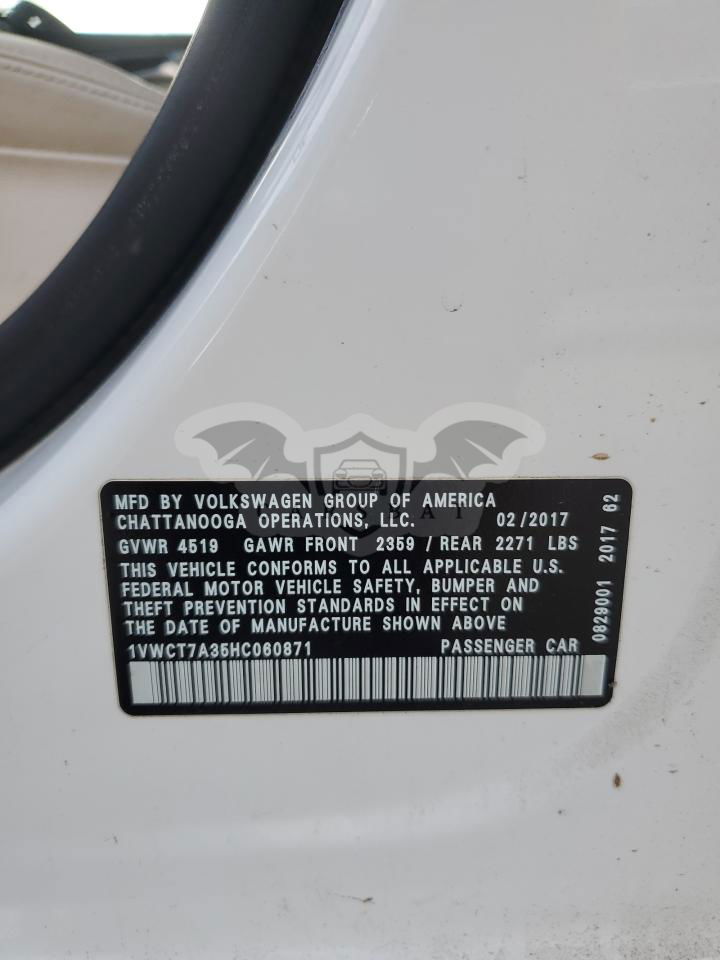 MFD BY VOLKSWAGEN GROUP OF AMERICA
CHATTANOOGA OPERATIONS, LLC. 02/2017
GVWR 4519 GAWR FRONT 2359 / REAR 2271 LBS
THIS VEHICLE CONFORMS TO ALL APPLICABLE U.S.
FEDERAL MOTOR VEHICLE SAFETY, BUMPER AND
THEFT PREVENTION STANDARDS IN EFFECT ON
THE DATE OF MANUFACTURE SHOWN ABOVE
1VWCT7A35HC060871 PASSENGER CAR
0829001 2017 62